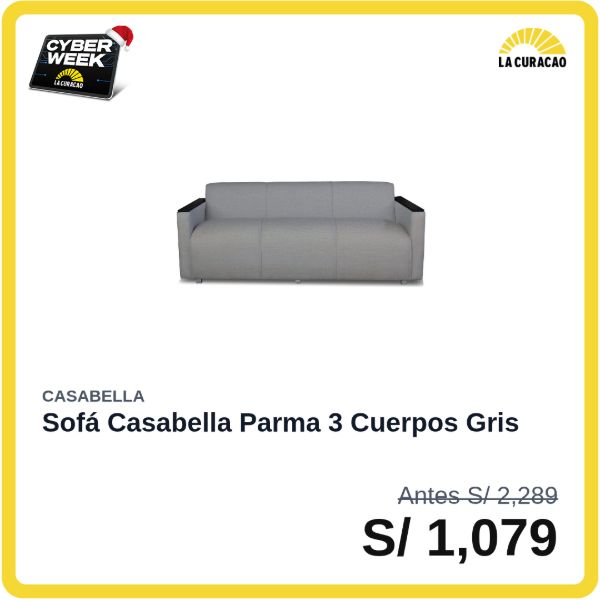 CYBER
WEEK
LA CURACAO
LA CURACAO
CASABELLA
Sofá Casabella Parma 3 Cuerpos Gris
Antes S/ 2,289
S/ 1,079